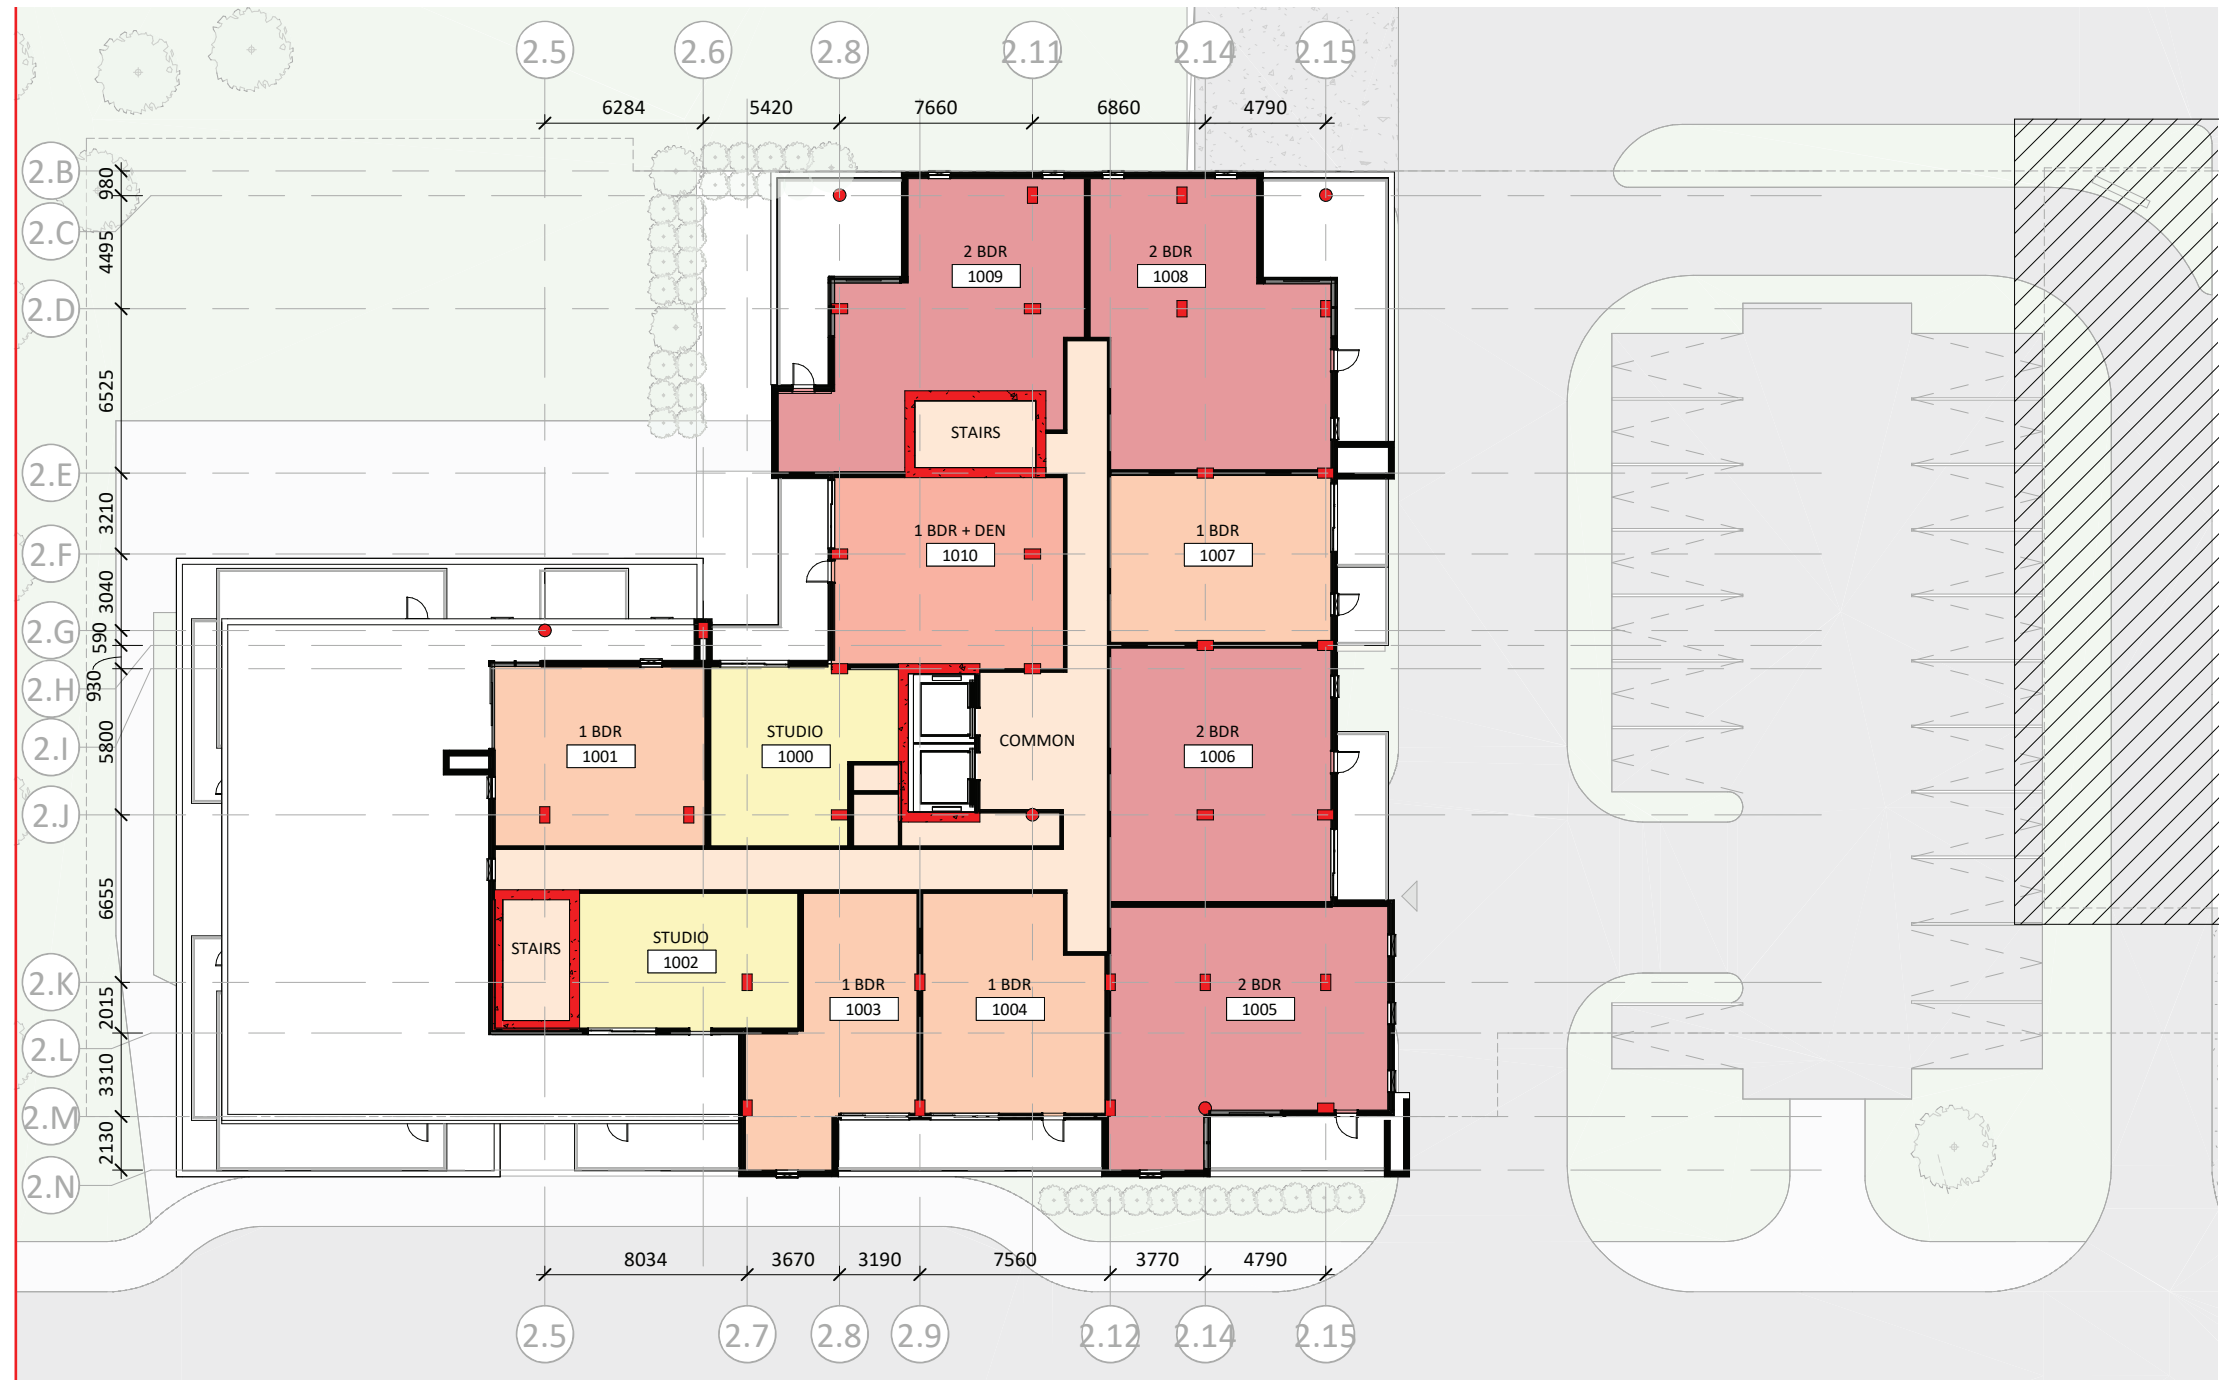 2.5
2.6
2.8
2.11
2.14
2.15
6284
5420
7660
6860
4790
2.B
2.C
2.D
2.E
2.F
2.G
2.H
2.I
2.J
2.K
2.L
2.M
2.N
980
4495
6525
3210
3040
590
930
5800
6655
2015
3310
2130
2 BDR
1009
2 BDR
1008
STAIRS
1 BDR + DEN
1010
1 BDR
1007
1 BDR
1001
STUDIO
1000
COMMON
2 BDR
1006
STAIRS
STUDIO
1002
1 BDR
1003
1 BDR
1004
2 BDR
1005
8034
3670
3190
7560
3770
4790
2.5
2.7
2.8
2.9
2.12
2.14
2.15